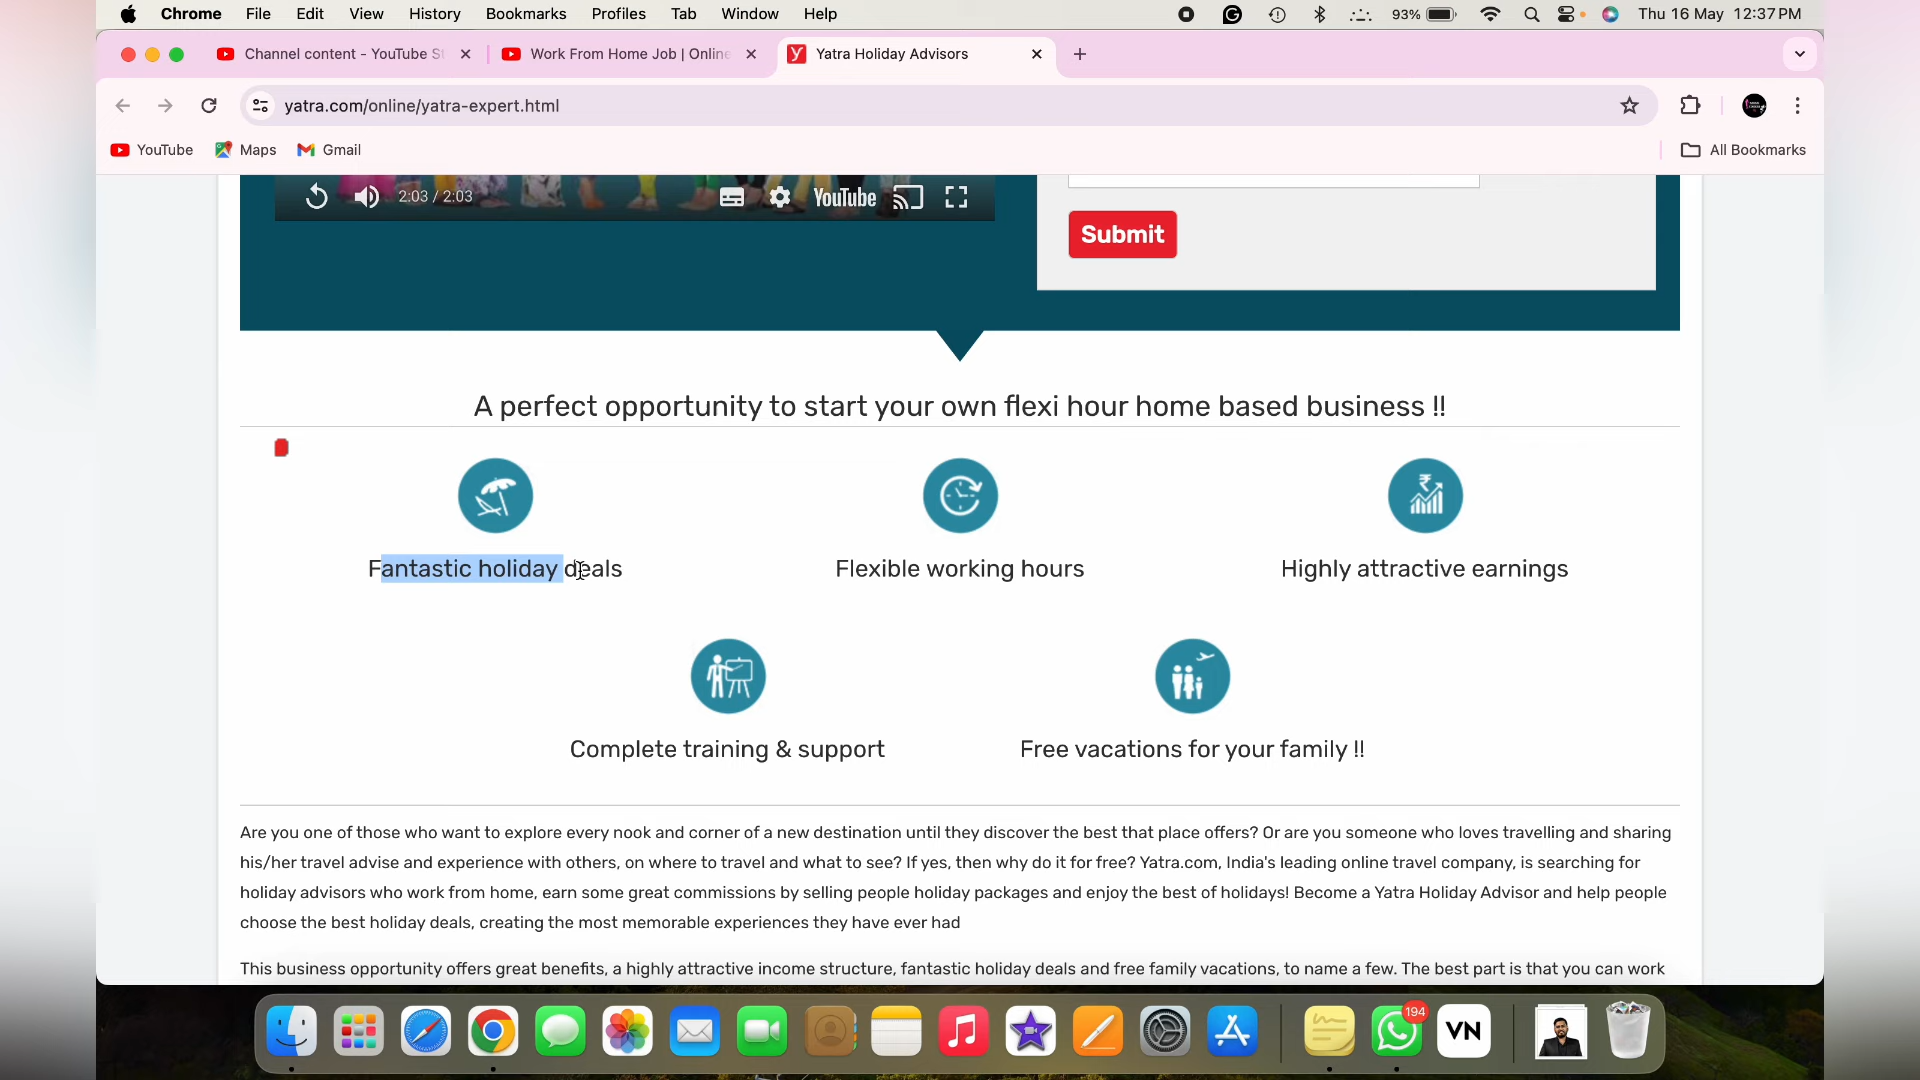 Chrome File Edit View History Bookmarks Profiles Tab Window Help 93% Thu 16 May 12:37 PM
Channel content - YouTube St Work From Home Job | Online Yatra Holiday Advisors
yatra.com/online/yatra-expert.html
YouTube Maps Gmail All Bookmarks
2:03 / 2:03 YouTube
Submit
A perfect opportunity to start your own flexi hour home based business !!
Fantastic holiday deals Flexible working hours Highly attractive earnings
Complete training & support Free vacations for your family !!
Are you one of those who want to explore every nook and corner of a new destination until they discover the best that place offers? Or are you someone who loves travelling and sharing
his/her travel advise and experience with others, on where to travel and what to see? If yes, then why do it for free? Yatra.com, India's leading online travel company, is searching for
holiday advisors who work from home, earn some great commissions by selling people holiday packages and enjoy the best of holidays! Become a Yatra Holiday Advisor and help people
choose the best holiday deals, creating the most memorable experiences they have ever had
This business opportunity offers great benefits, a highly attractive income structure, fantastic holiday deals and free family vacations, to name a few. The best part is that you can work
194
VN